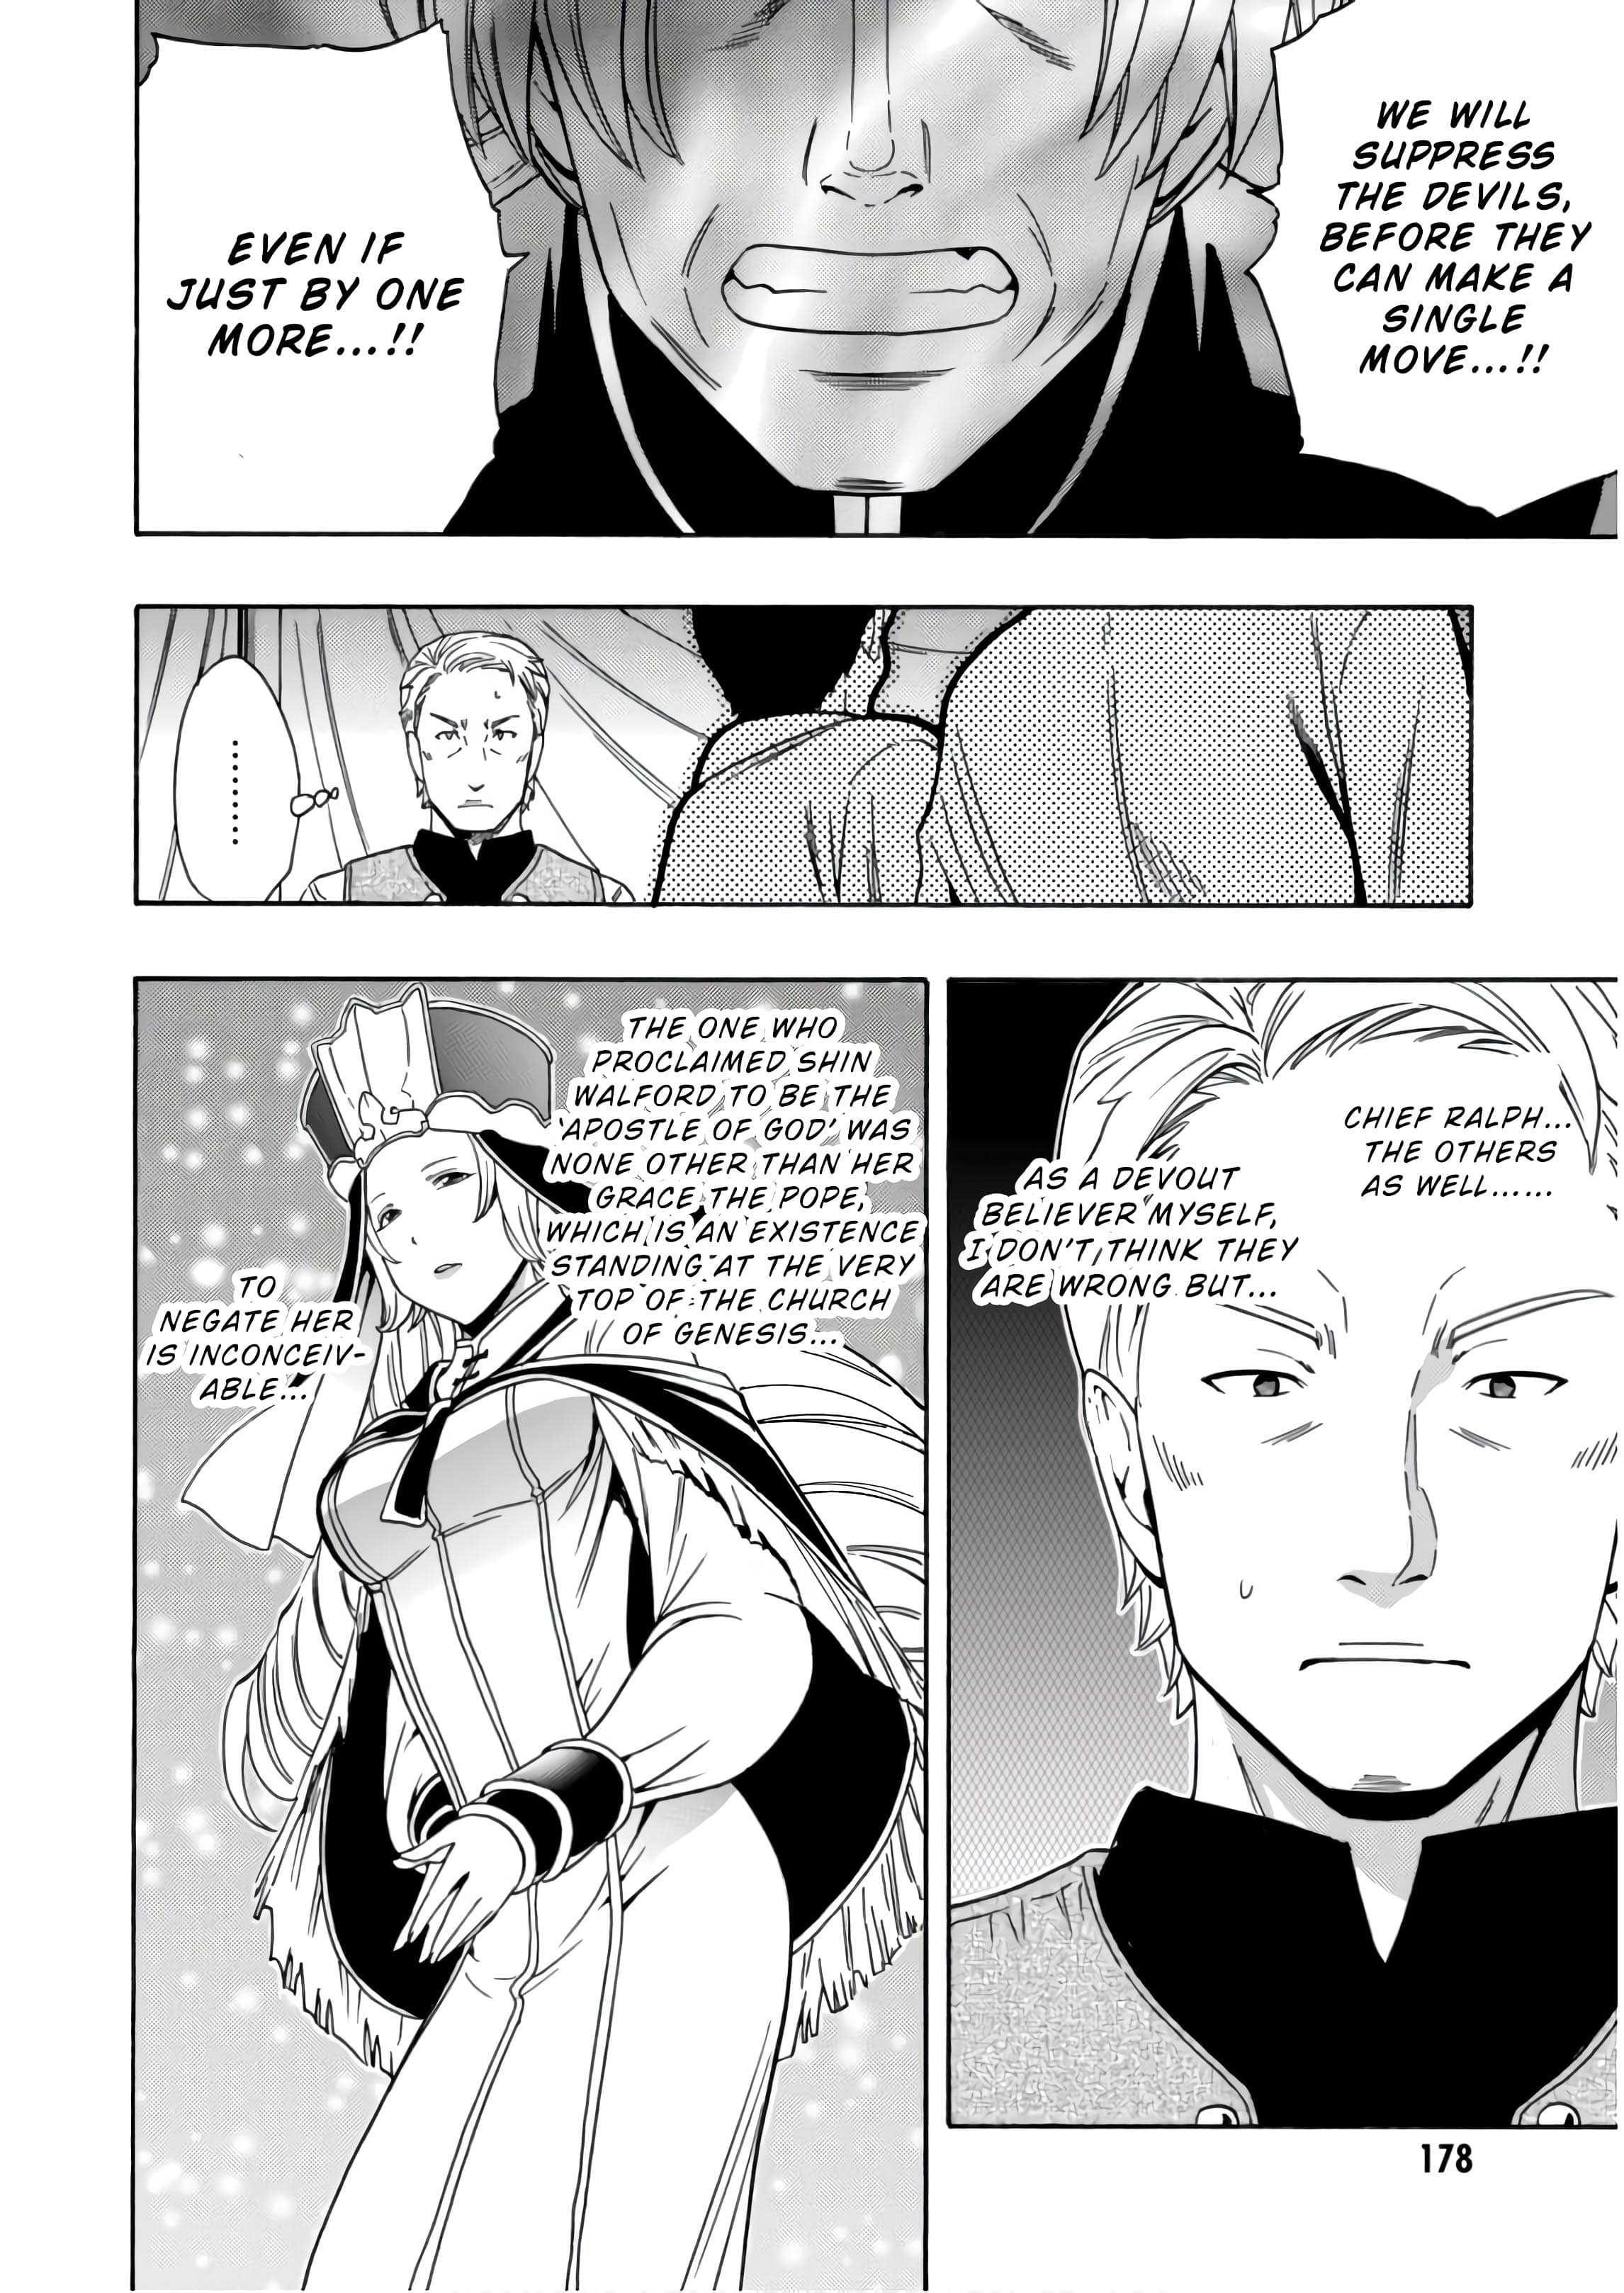 WE WILL
SUPPRESS
THE DEVILS,
BEFORE THEY
CAN MAKE A
SINGLE
MOVE...!!
EVEN IF
JUST BY ONE
MORE...!!
........
CHIEF RALPH...
THE OTHERS
AS WELL......
AS A DEVOUT
BELIEVER MYSELF,
I DON'T THINK THEY
ARE WRONG BUT...
THE ONE WHO
PROCLAIMED SHIN
WALFORD TO BE THE
'APOSTLE OF GOD' WAS
NONE OTHER THAN HER
GRACE THE POPE,
WHICH IS AN EXISTENCE
STANDING AT THE VERY
TOP OF THE CHURCH
OF GENESIS...
TO
NEGATE HER
IS INCONCEIV-
ABLE...
178